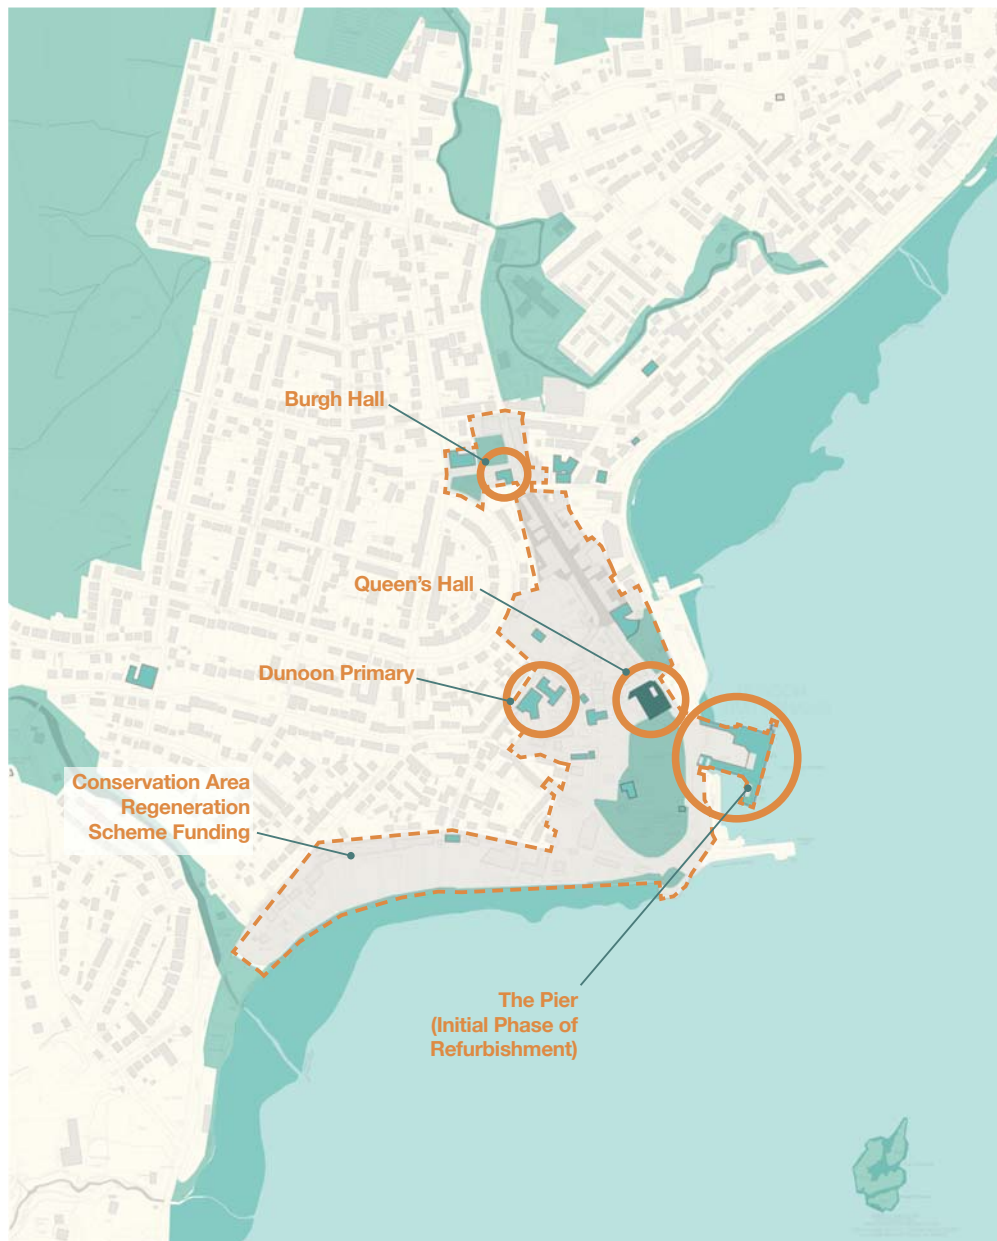 Burgh Hall
Queen's Hall
Dunoon Primary
Conservation Area
Regeneration
Scheme Funding
The Pier
(Initial Phase of
Refurbishment)